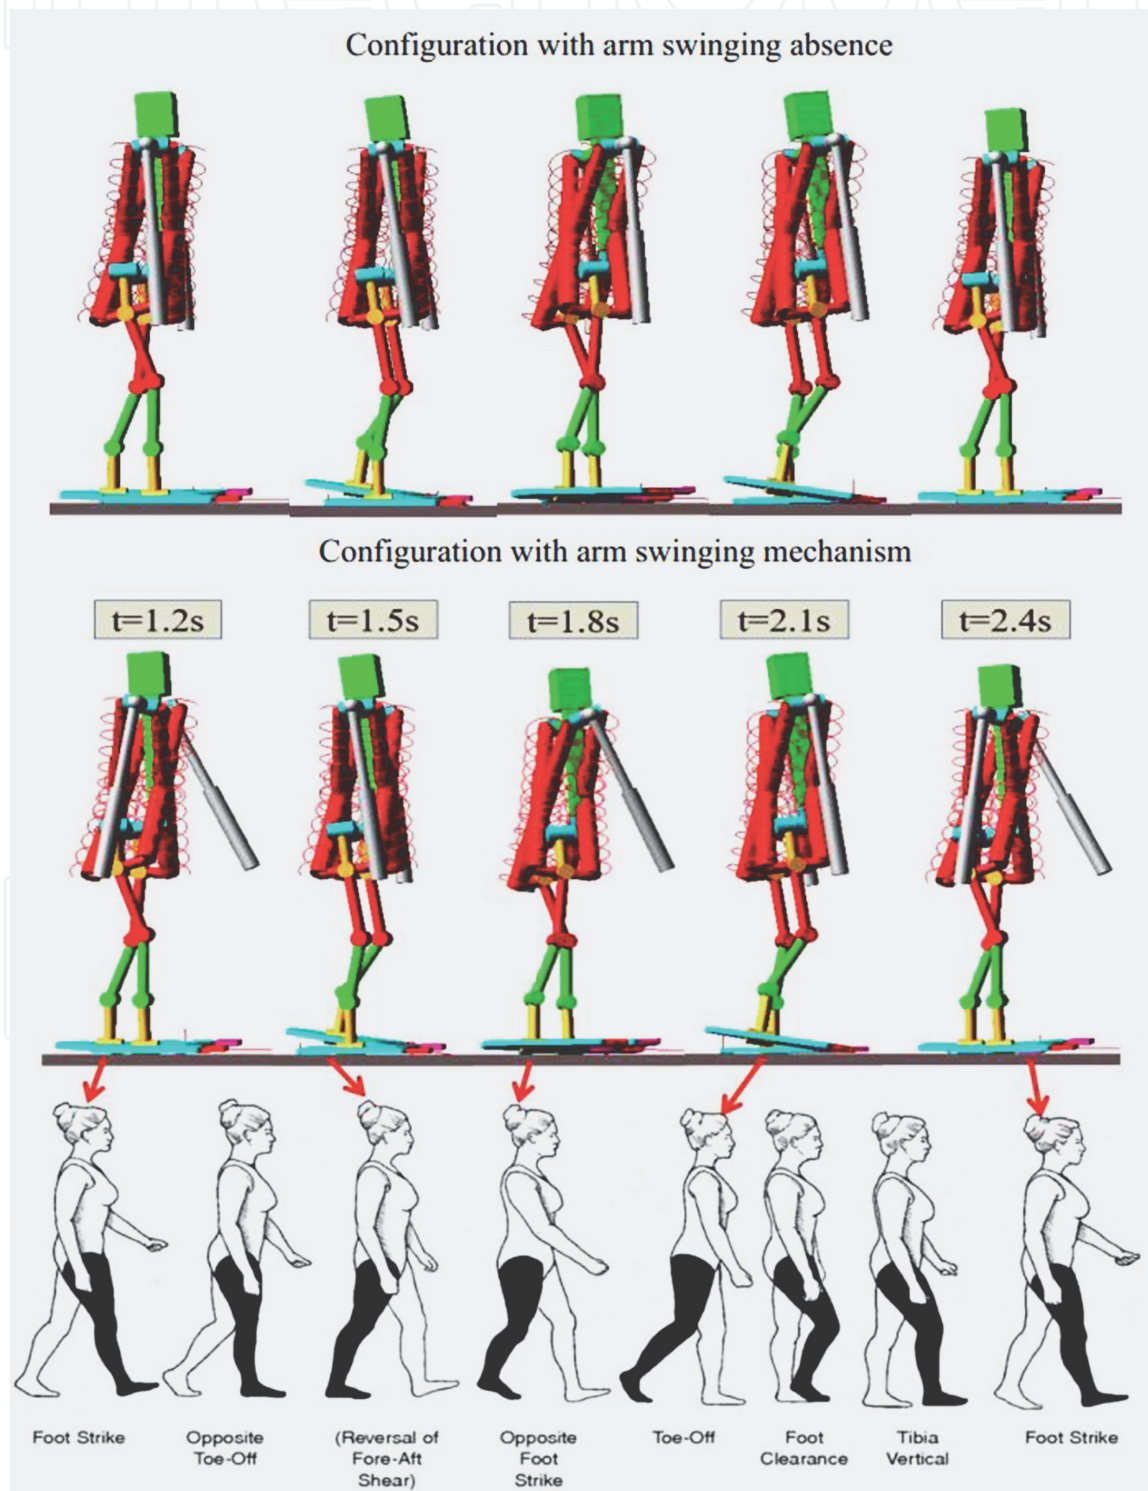 Configuration with arm swinging absence
Configuration with arm swinging mechanism
t=1.2s
t=1.5s
t=1.8s
t=2.1s
t=2.4s
Foot Strike
Opposite
Toe-Off
(Reversal of
Fore-Aft
Shear)
Opposite
Foot
Strike
Toe-Off
Foot
Clearance
Tibia
Vertical
Foot Strike